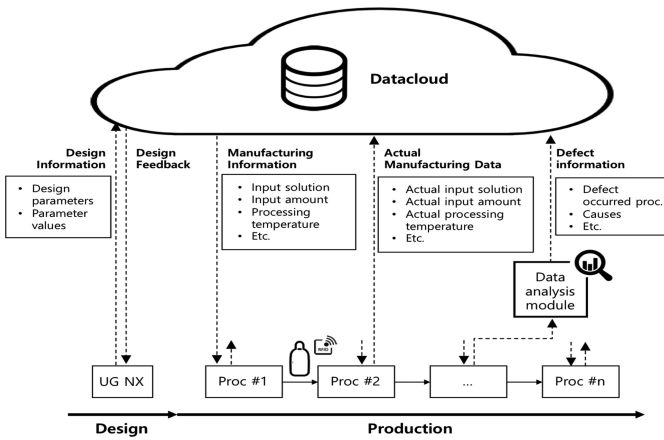 Datacloud
Design
Information
Design
Feedback
Manufacturing
Information
Actual
Manufacturing Data
Defect
information
• Design
parameters
• Parameter
values
• Input solution
• Input amount
• Processing
temperature
• Etc.
• Actual input solution
• Actual input amount
• Actual processing
temperature
• Etc.
• Defect
occurred proc.
• Causes
• Etc.
Data
analysis
module
RFID
UG NX
Proc #1
Proc #2
...
Proc #n
Design
Production